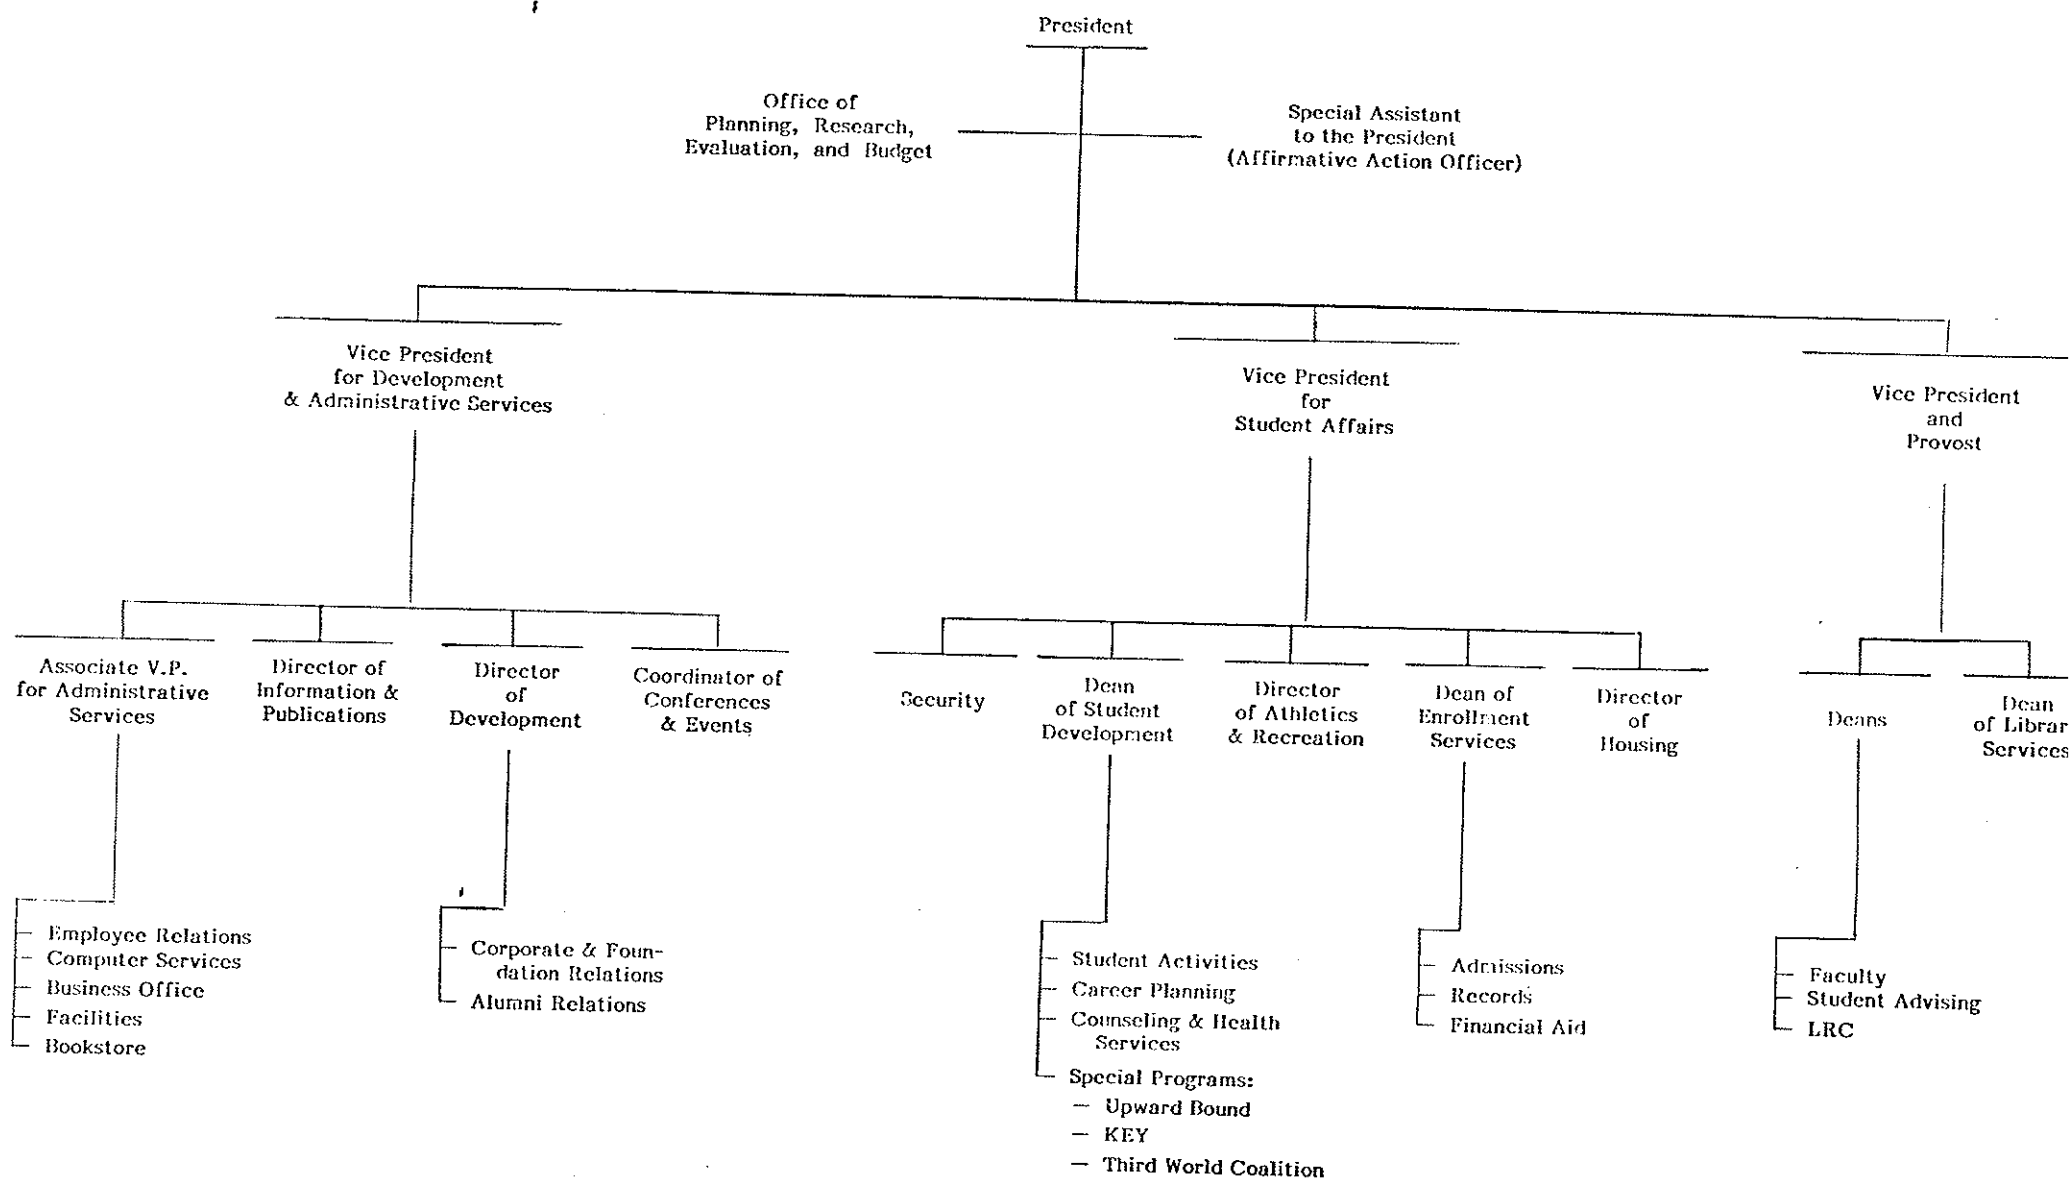 President
Office of
Planning, Research,
Evaluation, and Budget
Special Assistant
to the President
(Affirmative Action Officer)
Vice President
for Development
& Administrative Services
Vice President
for
Student Affairs
Vice President
and
Provost
Associate V.P.
for Administrative
Services
Director of
Information &
Publications
Director
of
Development
Coordinator of
Conferences
& Events
Security
Dean
of Student
Development
Director
of Athletics
& Recreation
Dean of
Enrollment
Services
Director
of
Housing
Deans
Dean
of Librar
Services
Employee Relations
Computer Services
Business Office
Facilities
Bookstore
Corporate & Foun-
dation Relations
Alumni Relations
Student Activities
Career Planning
Counseling & Health
Services
Special Programs:
— Upward Bound
— KEY
— Third World Coalition
Admissions
Records
Financial Aid
Faculty
Student Advising
LRC